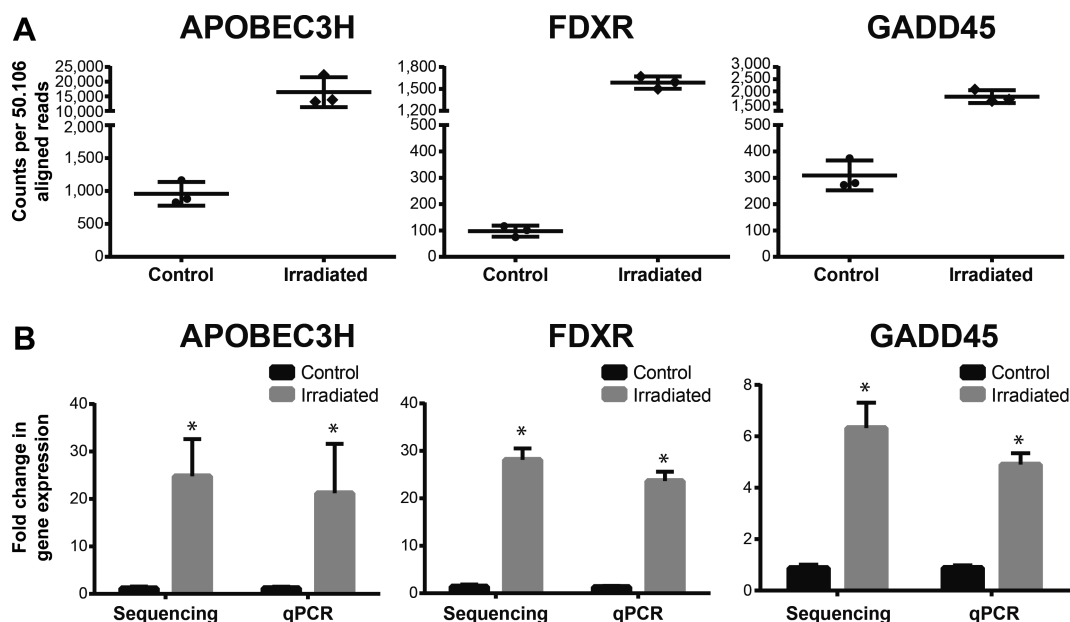 A
APOBEC3H
FDXR
GADD45
Counts per 50.106
aligned reads
25,000
20,000
15,000
10,000
2,000
1,500
1,000
500
0
Control
Irradiated
1,800
1,500
1,200
500
400
300
200
100
0
Control
Irradiated
3,000
2,500
2,000
1,500
500
400
300
200
100
0
Control
Irradiated
B
APOBEC3H
FDXR
GADD45
Fold change in
gene expression
Control
Irradiated
40
30
20
10
0
*
*
Sequencing
qPCR
Control
Irradiated
40
30
20
10
0
*
*
Sequencing
qPCR
Control
Irradiated
8
6
4
2
0
*
*
Sequencing
qPCR